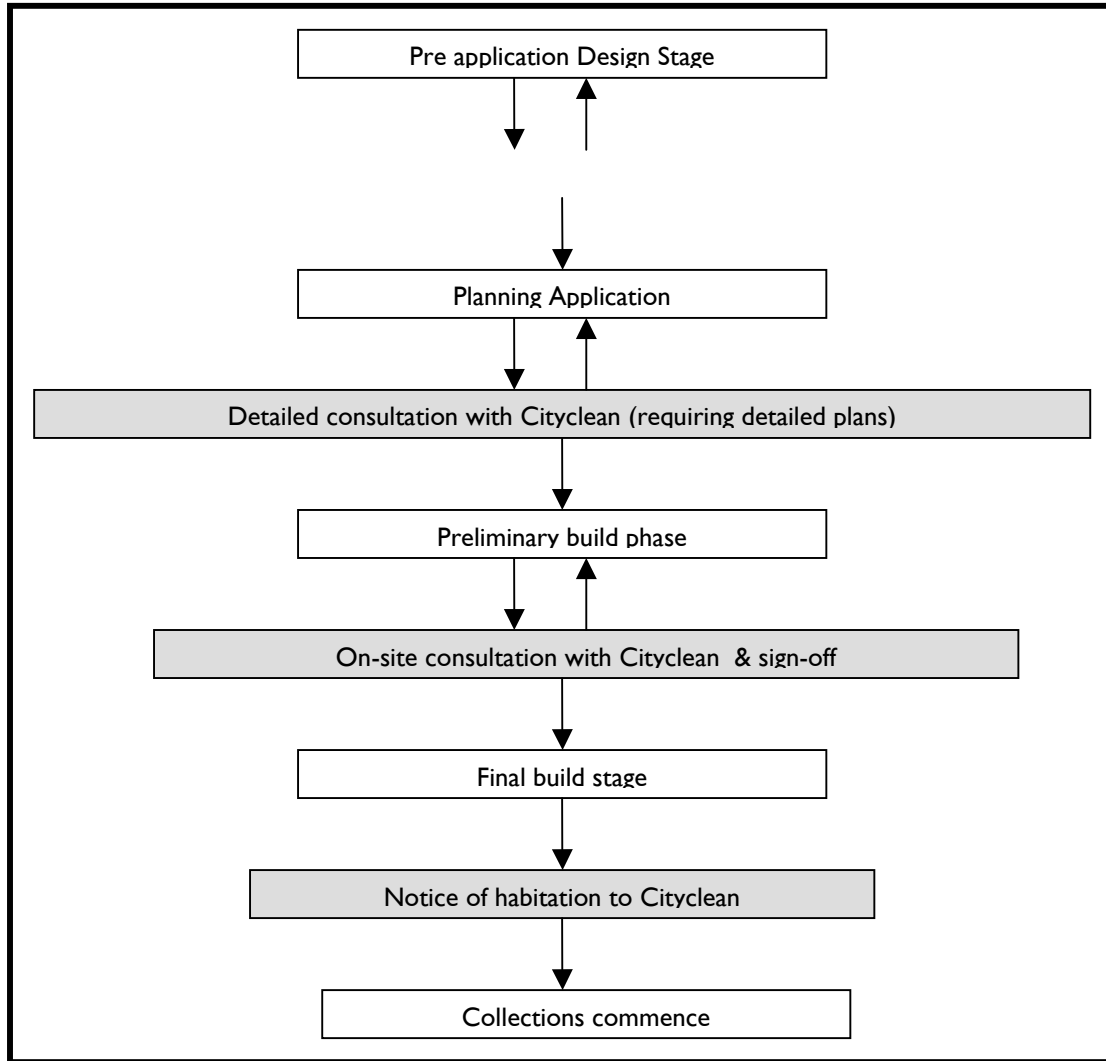 Pre application Design Stage
Planning Application
Detailed consultation with Cityclean (requiring detailed plans)
Preliminary build phase
On-site consultation with Cityclean & sign-off
Final build stage
Notice of habitation to Cityclean
Collections commence